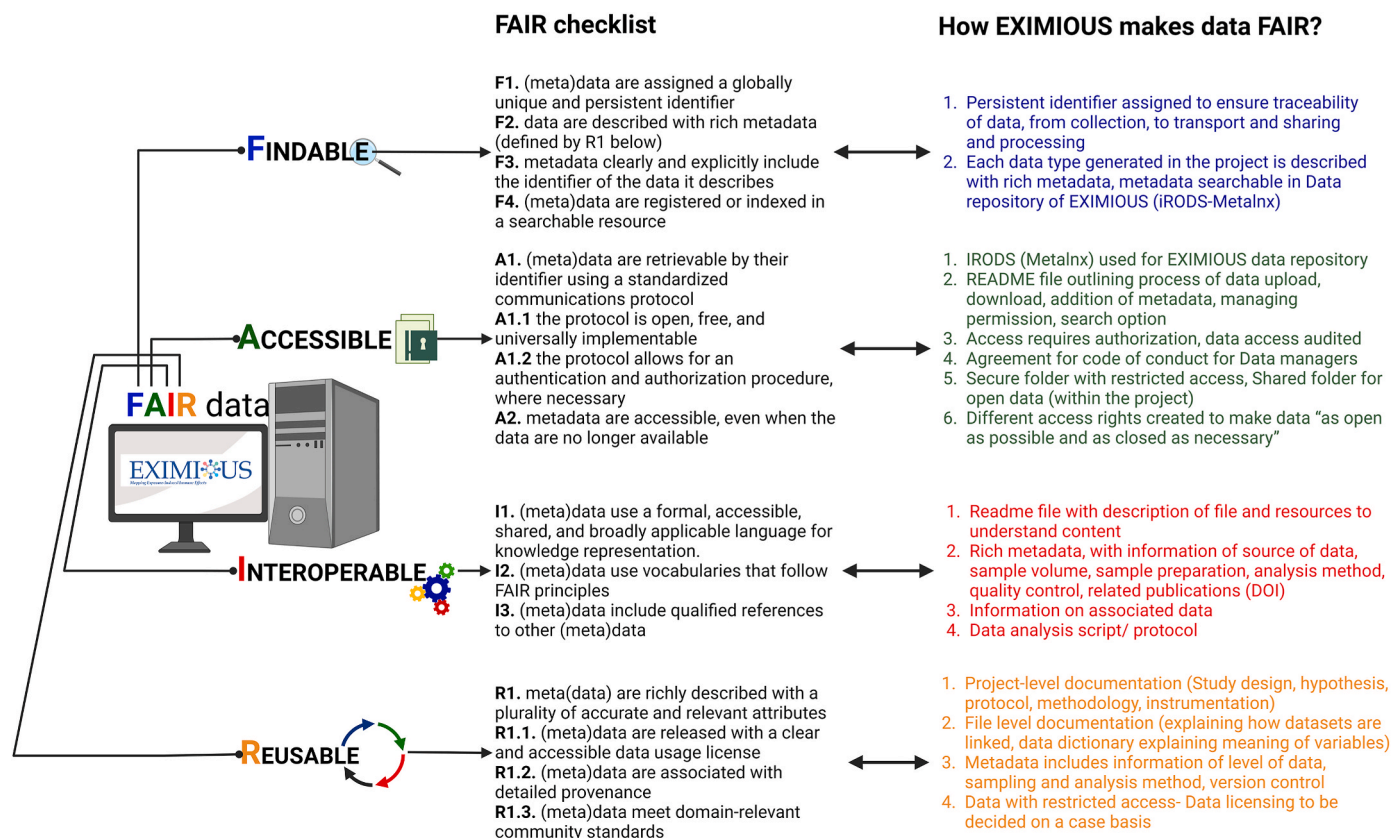 FAIR checklist
How EXIMIOUS makes data FAIR?
FINDABLE
F1. (meta)data are assigned a globally
unique and persistent identifier
F2. data are described with rich metadata
(defined by R1 below)
F3. metadata clearly and explicitly include
the identifier of the data it describes
F4. (meta)data are registered or indexed in
a searchable resource
1. Persistent identifier assigned to ensure traceability
of data, from collection, to transport and sharing
and processing
2. Each data type generated in the project is described
with rich metadata, metadata searchable in Data
repository of EXIMIOUS (iRODS-Metalnx)
ACCESSIBLE
A1. (meta)data are retrievable by their
identifier using a standardized
communications protocol
A1.1 the protocol is open, free, and
universally implementable
A1.2 the protocol allows for an
authentication and authorization procedure,
where necessary
A2. metadata are accessible, even when the
data are no longer available
1. IRODS (Metalnx) used for EXIMIOUS data repository
2. README file outlining process of data upload,
download, addition of metadata, managing
permission, search option
3. Access requires authorization, data access audited
4. Agreement for code of conduct for Data managers
5. Secure folder with restricted access, Shared folder for
open data (within the project)
6. Different access rights created to make data “as open
as possible and as closed as necessary”
FAIR data
EXIMIOUS
Mapping Exposure-Induced Immune Effects
INTEROPERABLE
I1. (meta)data use a formal, accessible,
shared, and broadly applicable language for
knowledge representation.
I2. (meta)data use vocabularies that follow
FAIR principles
I3. (meta)data include qualified references
to other (meta)data
1. Readme file with description of file and resources to
understand content
2. Rich metadata, with information of source of data,
sample volume, sample preparation, analysis method,
quality control, related publications (DOI)
3. Information on associated data
4. Data analysis script/ protocol
REUSABLE
R1. meta(data) are richly described with a
plurality of accurate and relevant attributes
R1.1. (meta)data are released with a clear
and accessible data usage license
R1.2. (meta)data are associated with
detailed provenance
R1.3. (meta)data meet domain-relevant
community standards
1. Project-level documentation (Study design, hypothesis,
protocol, methodology, instrumentation)
2. File level documentation (explaining how datasets are
linked, data dictionary explaining meaning of variables)
3. Metadata includes information of level of data,
sampling and analysis method, version control
4. Data with restricted access- Data licensing to be
decided on a case basis